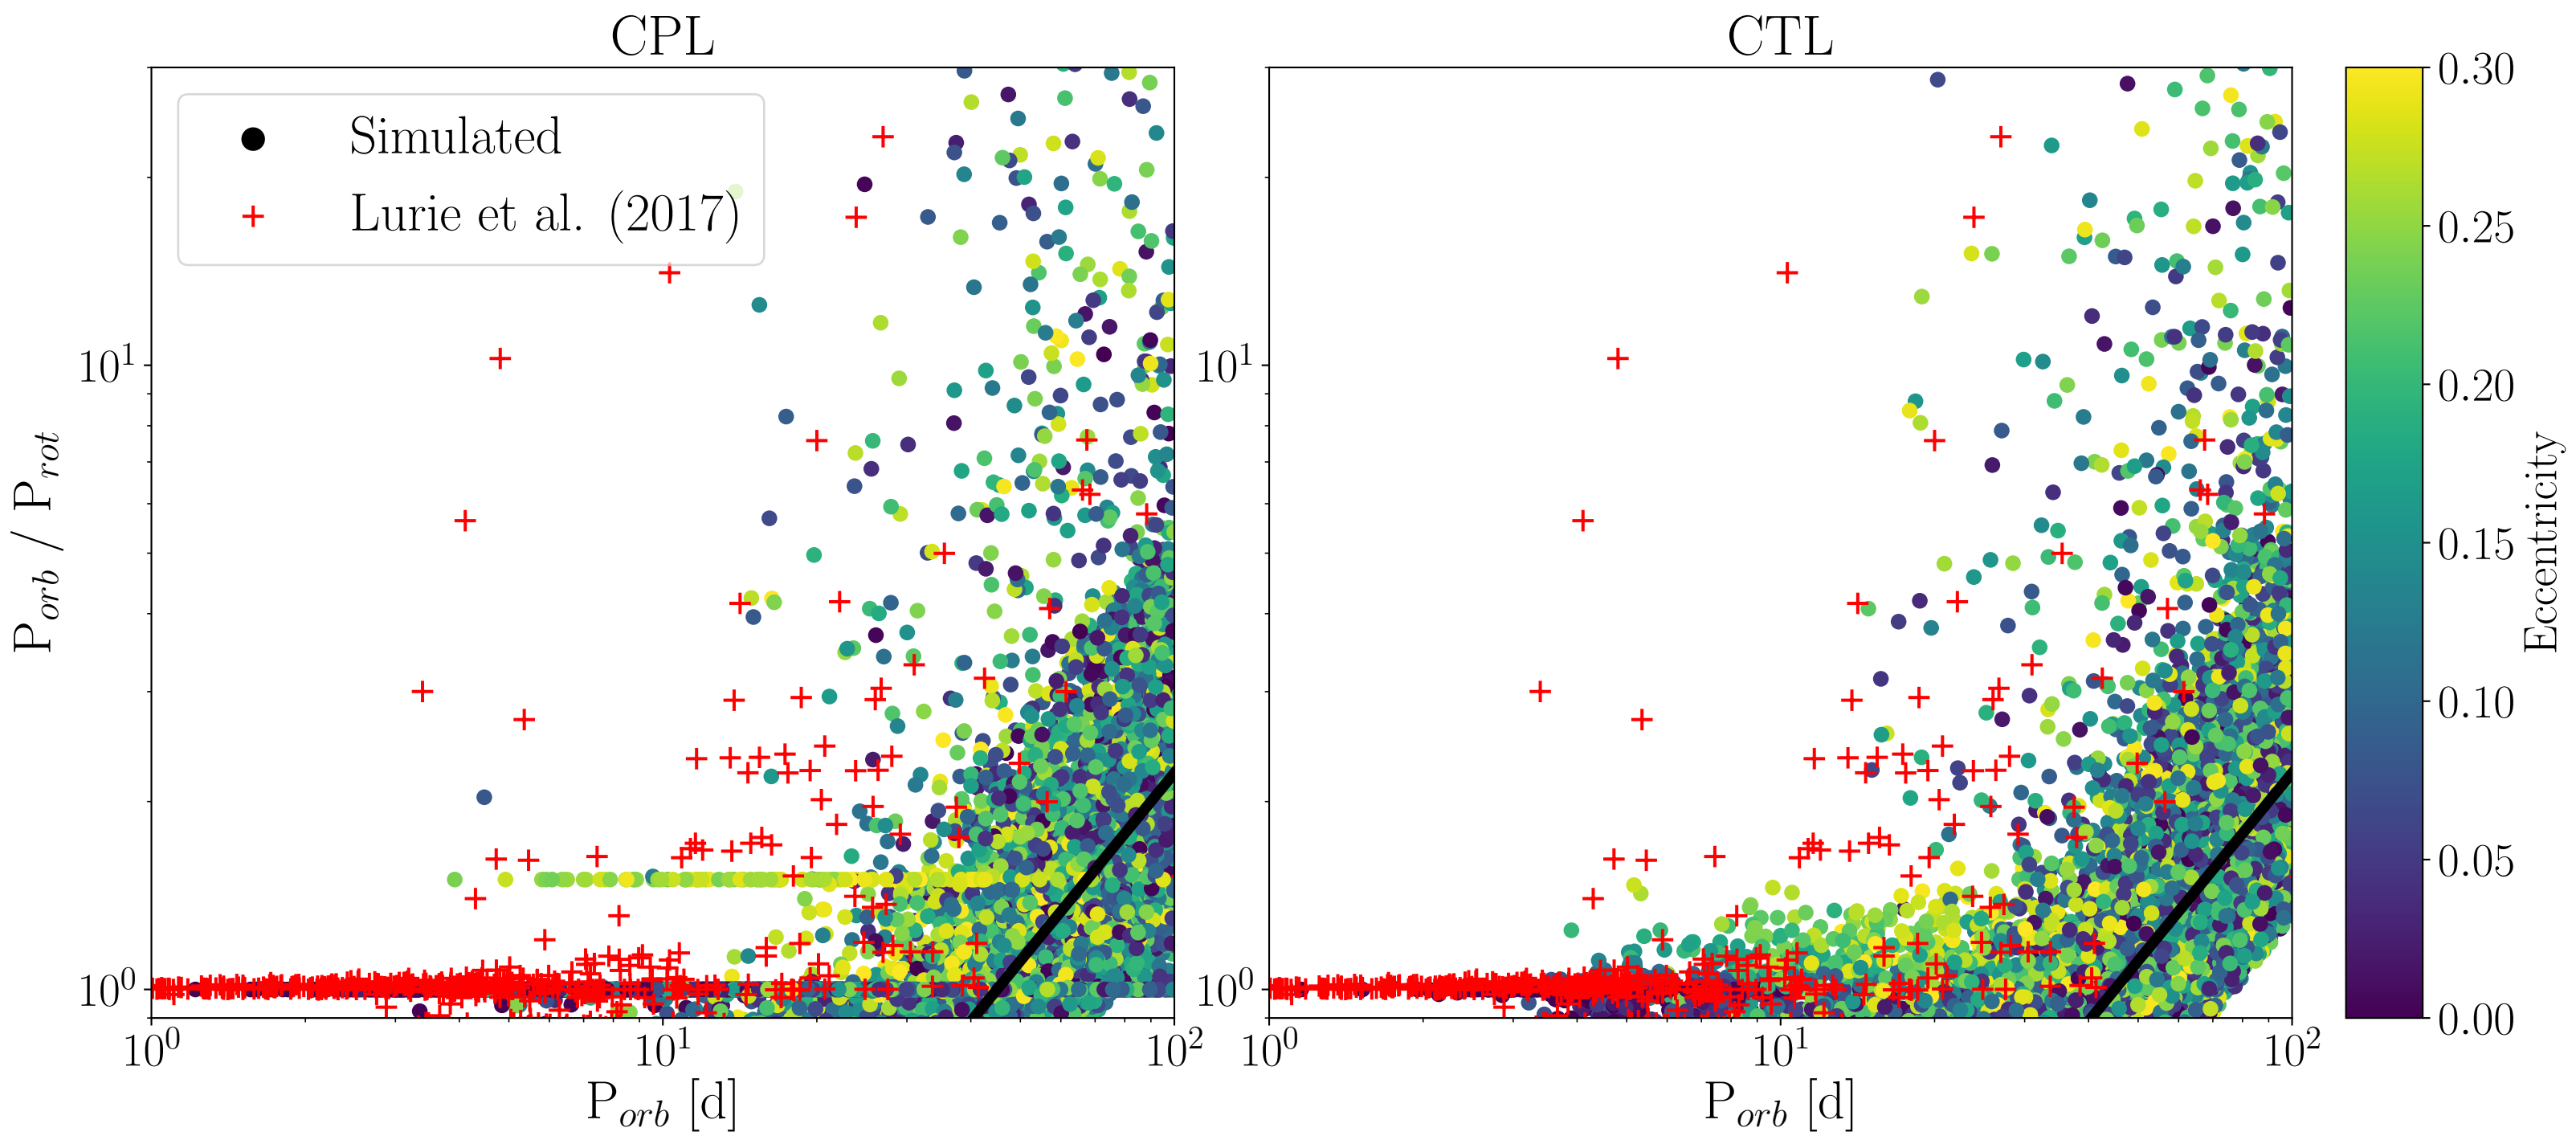 CPL
CTL
Simulated
Lurie et al. (2017)
P_orb / P_rot
10^1
10^0
10^0
10^1
10^2
P_orb [d]
10^1
10^0
10^0
10^1
10^2
P_orb [d]
0.30
0.25
0.20
0.15
0.10
0.05
0.00
Eccentricity